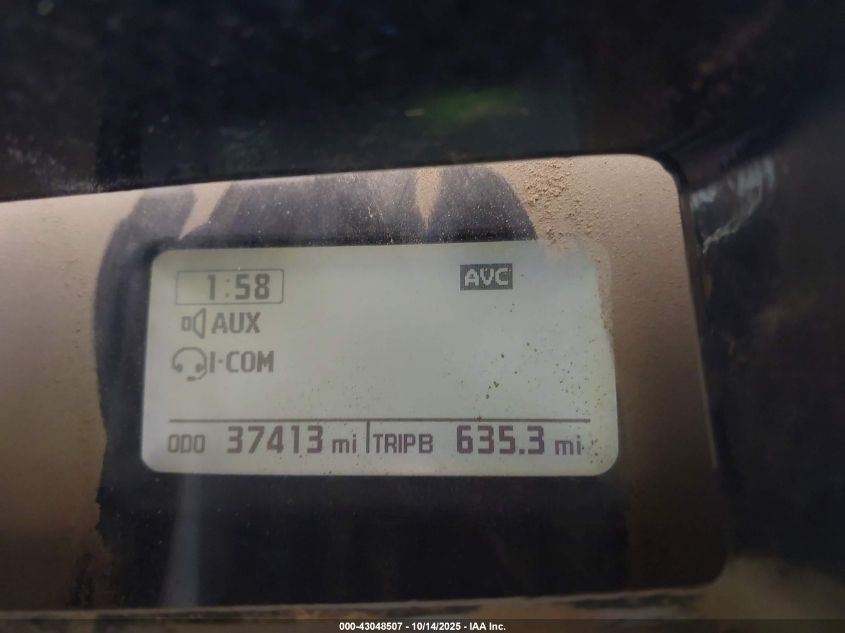 1:58 AVC
AUX
I-COM
ODO 37413 mi TRIPB 635.3 mi
000-43048507 - 10/14/2025 - IAA Inc.